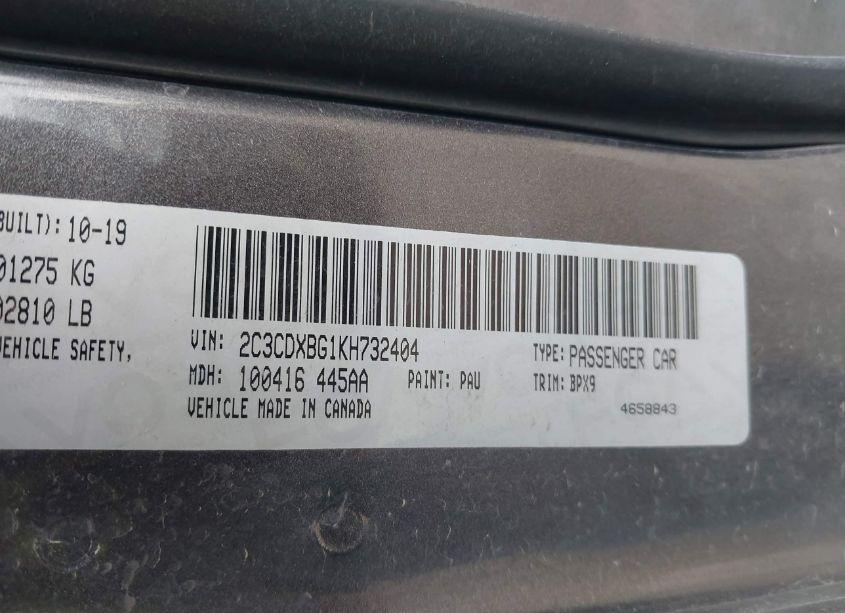 BUILT): 10-19
01275 KG
02810 LB
VEHICLE SAFETY,
VIN: 2C3CDXBG1KH732404
TYPE: PASSENGER CAR
MDH: 100416 445AA
PAINT: PAU
TRIM: BPX9
VEHICLE MADE IN CANADA
4658843